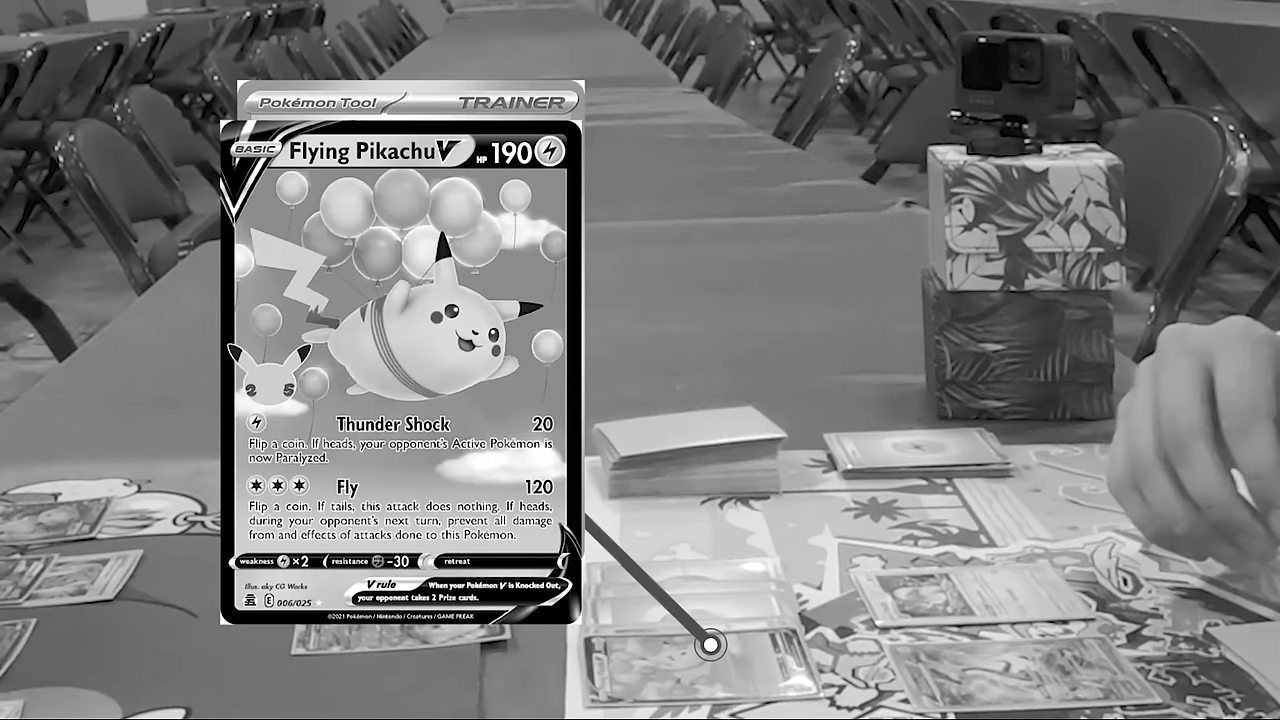 Pokémon Tool TRAINER
BASIC Flying Pikachu V HP 190
25
Thunder Shock 20
Flip a coin. If heads, your opponent's Active Pokémon is
now Paralyzed.
Fly 120
Flip a coin. If tails, this attack does nothing. If heads,
during your opponent's next turn, prevent all damage
from and effects of attacks done to this Pokémon.
weakness ×2 resistance -30 retreat
Illus. aky CG Works
V rule When your Pokémon V is Knocked Out,
your opponent takes 2 Prize cards.
E 006/025
©2021 Pokémon / Nintendo / Creatures / GAME FREAK